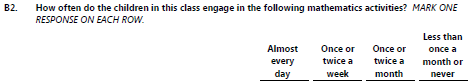 B2. How often do the children in this class engage in the following mathematics activities? MARK ONE
RESPONSE ON EACH ROW.
Less than
Almost Once or Once or once a
every twice a twice a month or
day week month never